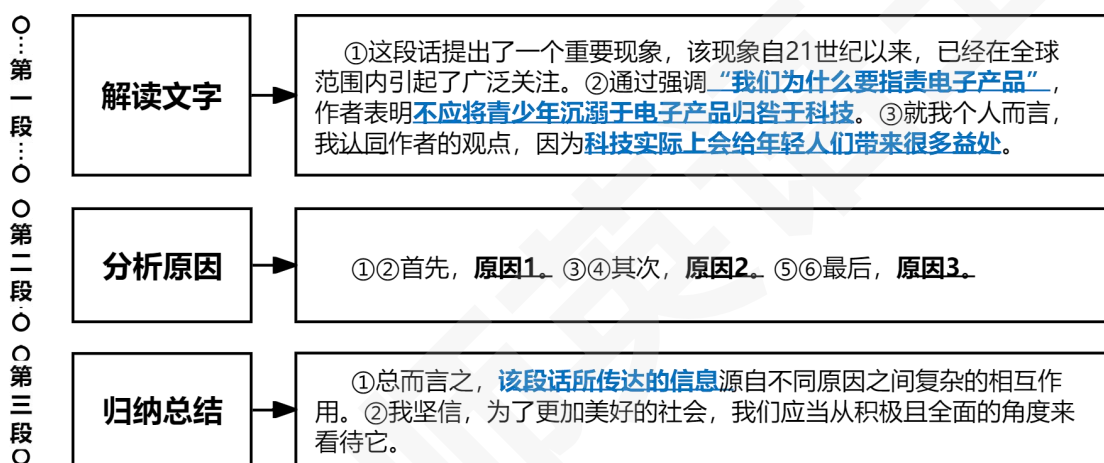 第一段
解读文字
①这段话提出了一个重要现象，该现象自21世纪以来，已经在全球
范围内引起了广泛关注。②通过强调“我们为什么要指责电子产品”，
作者表明不应将青少年沉溺于电子产品归咎于科技。③就我个人而言，
我认同作者的观点，因为科技实际上会给年轻人们带来很多益处。
第二段
分析原因
①②首先，原因1。③④其次，原因2。⑤⑥最后，原因3。
第三段
归纳总结
①总而言之，该段话所传达的信息源自不同原因之间复杂的相互作
用。②我坚信，为了更加美好的社会，我们应当从积极且全面的角度来
看待它。